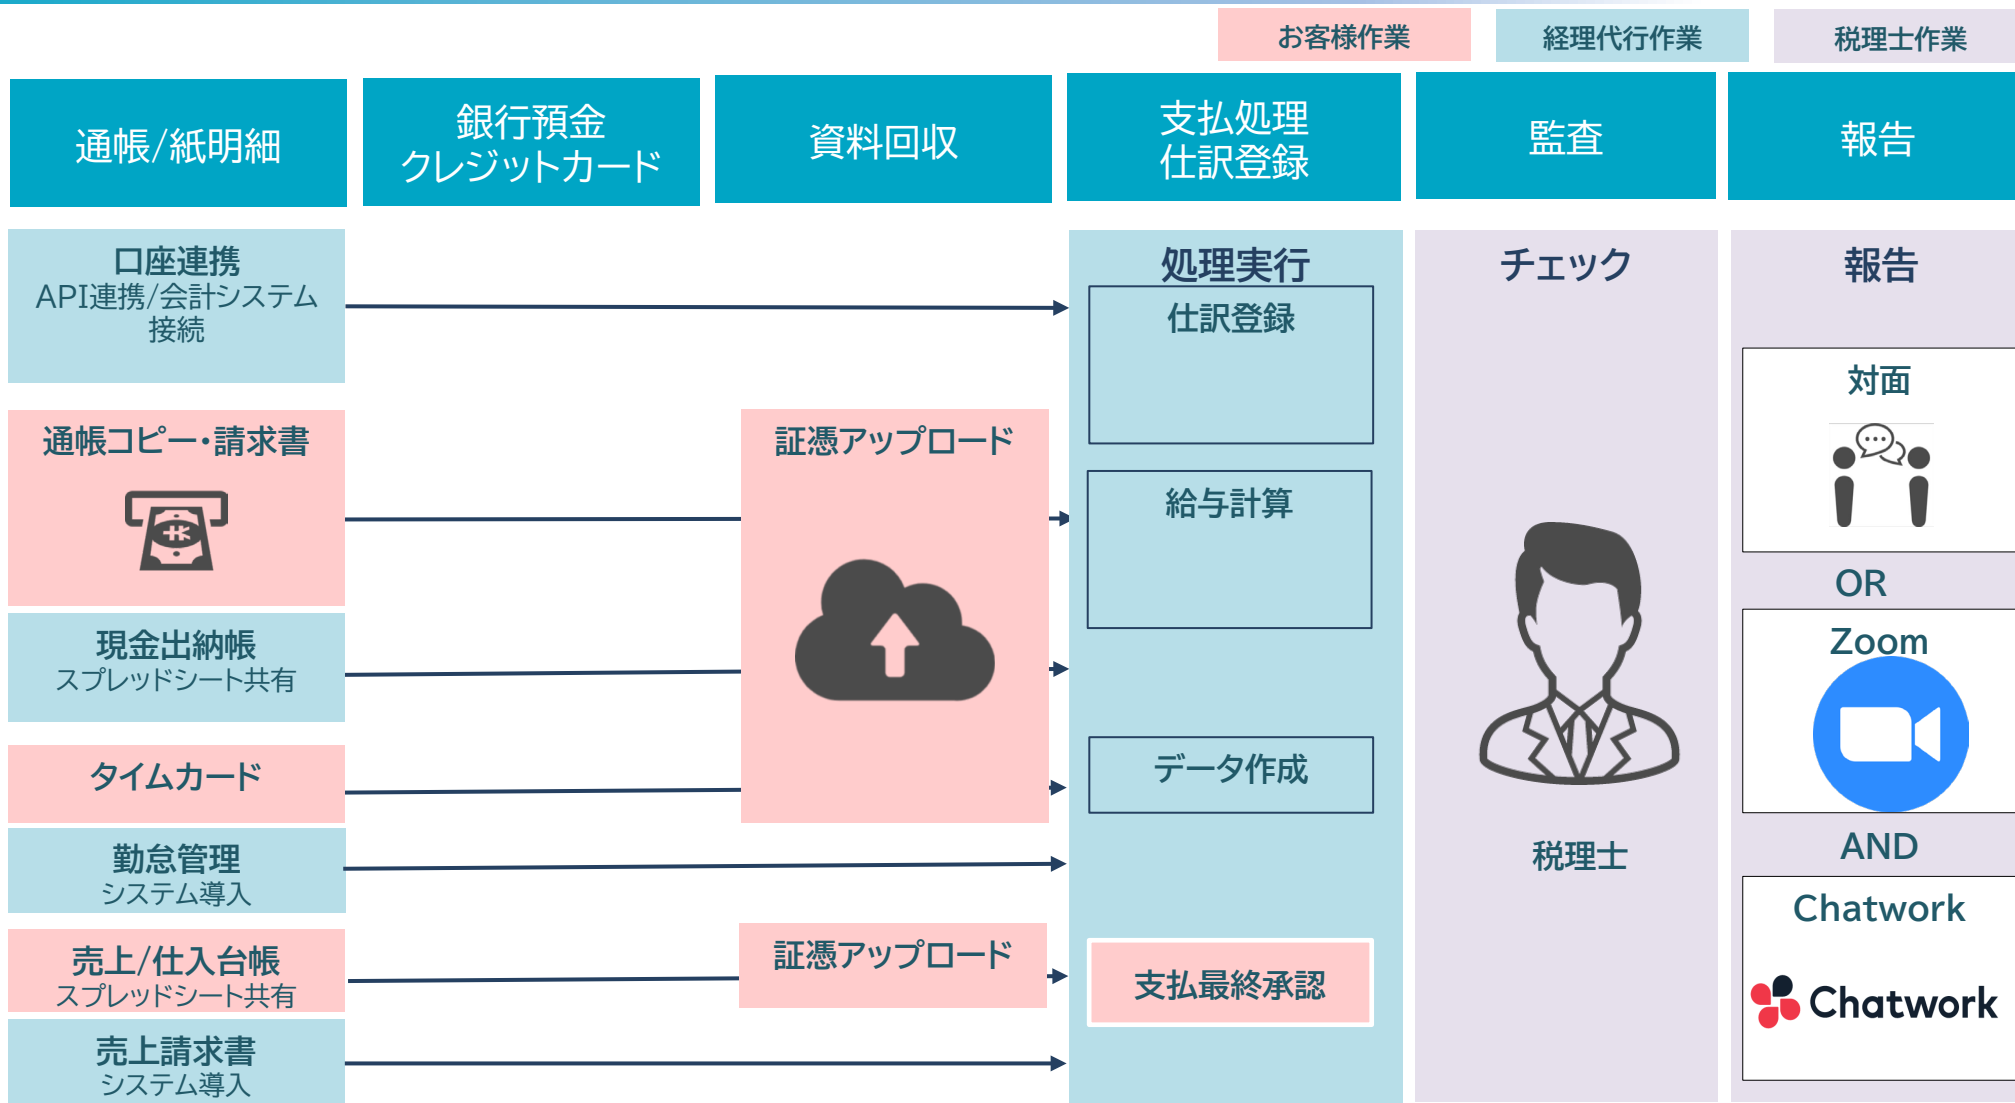 お客様作業
経理代行作業
税理士作業
通帳/紙明細
銀行預金
クレジットカード
資料回収
支払処理
仕訳登録
監査
報告
口座連携
API連携/会計システム
接続
通帳コピー・請求書
現金出納帳
スプレッドシート共有
タイムカード
勤怠管理
システム導入
売上/仕入台帳
スプレッドシート共有
売上請求書
システム導入
証憑アップロード
証憑アップロード
処理実行
仕訳登録
給与計算
データ作成
支払最終承認
チェック
税理士
報告
対面
OR
Zoom
AND
Chatwork
Chatwork